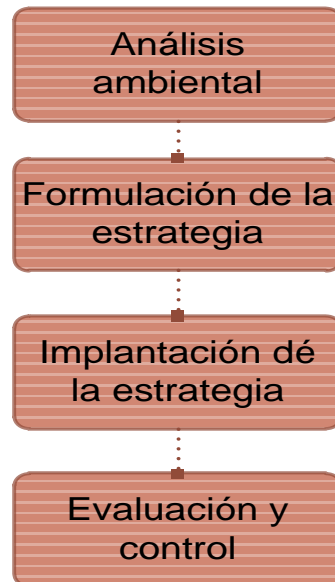 Análisis
ambiental
Formulación de la
estrategia
Implantación dé
la estrategia
Evaluación y
control